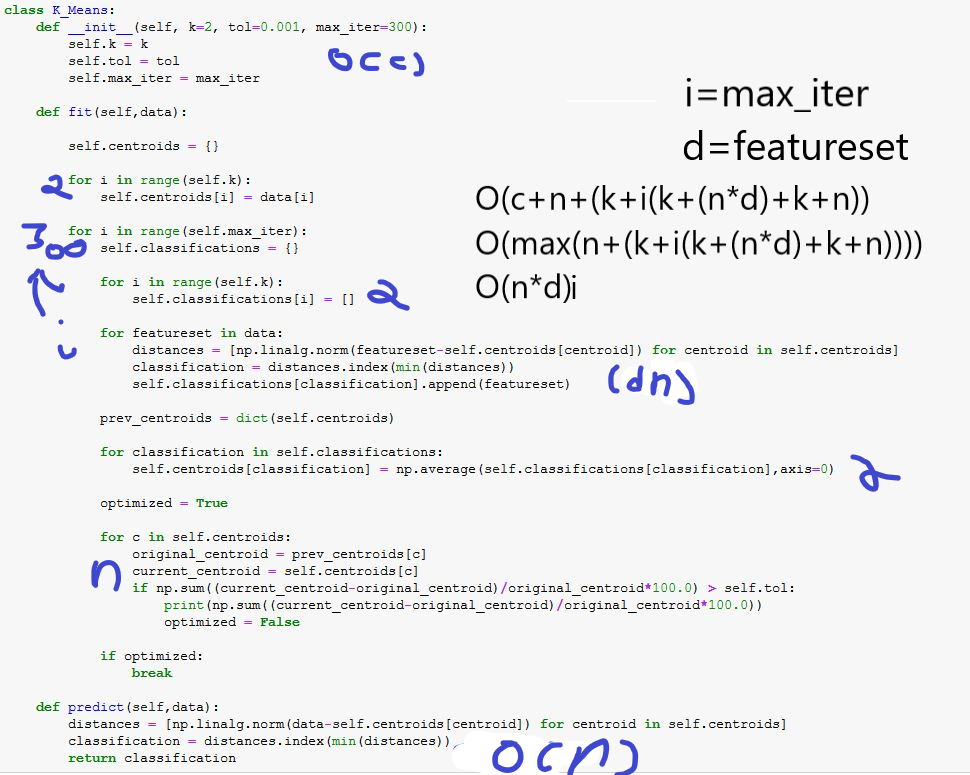 class K_Means:
    def __init__(self, k=2, tol=0.001, max_iter=300):
        self.k = k
        self.tol = tol
        self.max_iter = max_iter
O(c)
i=max_iter
    def fit(self,data):
d=featureset
        self.centroids = {}
2
        for i in range(self.k):
            self.centroids[i] = data[i]
O(c+n+(k+i(k+(n*d)+k+n))
300
        for i in range(self.max_iter):
            self.classifications = {}
O(max(n+(k+i(k+(n*d)+k+n))))
            for i in range(self.k):
                self.classifications[i] = []
2
O(n*d)i
i
            for featureset in data:
                distances = [np.linalg.norm(featureset-self.centroids[centroid]) for centroid in self.centroids]
                classification = distances.index(min(distances))
                self.classifications[classification].append(featureset)
(dn)
            prev_centroids = dict(self.centroids)
            for classification in self.classifications:
                self.centroids[classification] = np.average(self.classifications[classification],axis=0)
2
            optimized = True
            for c in self.centroids:
                original_centroid = prev_centroids[c]
                current_centroid = self.centroids[c]
n
                if np.sum((current_centroid-original_centroid)/original_centroid*100.0) > self.tol:
                    print(np.sum((current_centroid-original_centroid)/original_centroid*100.0))
                    optimized = False
            if optimized:
                break
    def predict(self,data):
        distances = [np.linalg.norm(data-self.centroids[centroid]) for centroid in self.centroids]
        classification = distances.index(min(distances))
        return classification
O(n)